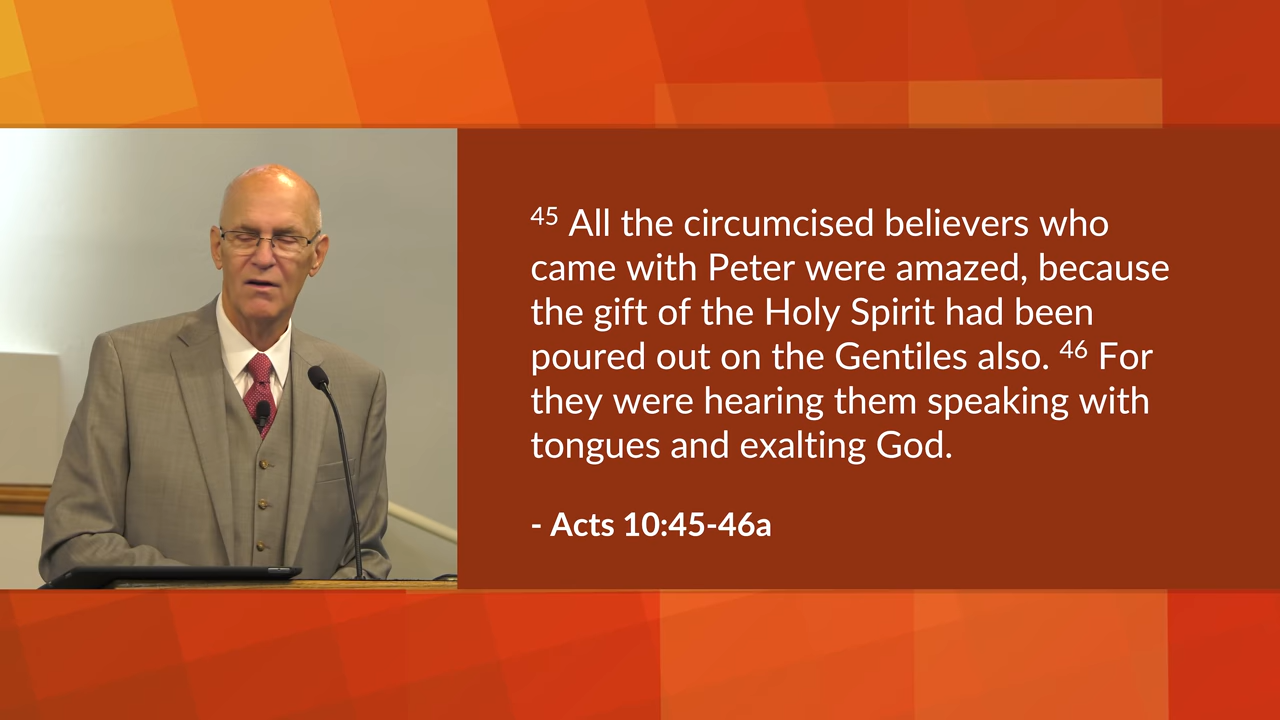 ⁴⁵ All the circumcised believers who
came with Peter were amazed, because
the gift of the Holy Spirit had been
poured out on the Gentiles also. ⁴⁶ For
they were hearing them speaking with
tongues and exalting God.
- Acts 10:45-46a